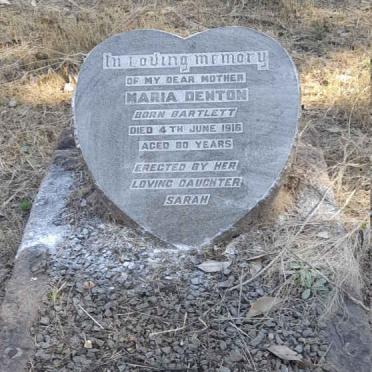 In Loving memory
OF MY DEAR MOTHER
MARIA DENTON
BORN BARTLETT
DIED 4TH JUNE 1916
AGED 80 YEARS
ERECTED BY HER
LOVING DAUGHTER
SARAH